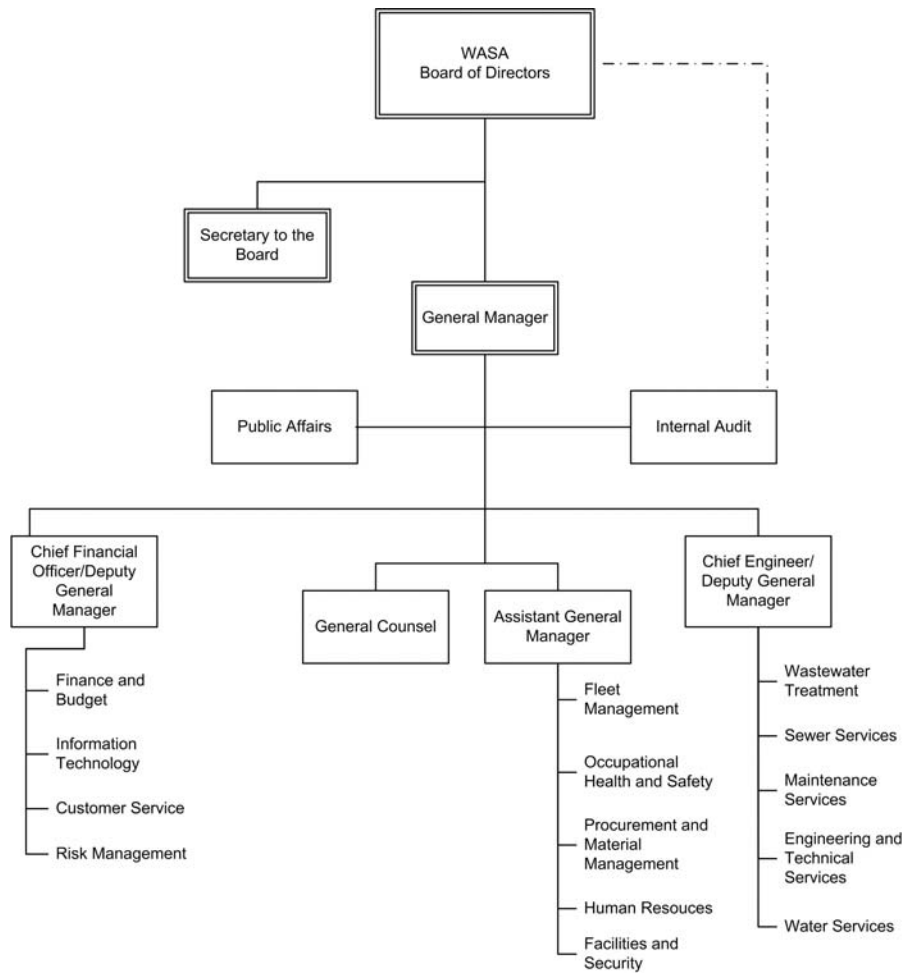 WASA
Board of Directors
Secretary to the
Board
General Manager
Public Affairs
Internal Audit
Chief Financial
Officer/Deputy
General
Manager
General Counsel
Assistant General
Manager
Chief Engineer/
Deputy General
Manager
Finance and
Budget
Information
Technology
Customer Service
Risk Management
Fleet
Management
Occupational
Health and Safety
Procurement and
Material
Management
Human Resouces
Facilities and
Security
Wastewater
Treatment
Sewer Services
Maintenance
Services
Engineering and
Technical
Services
Water Services